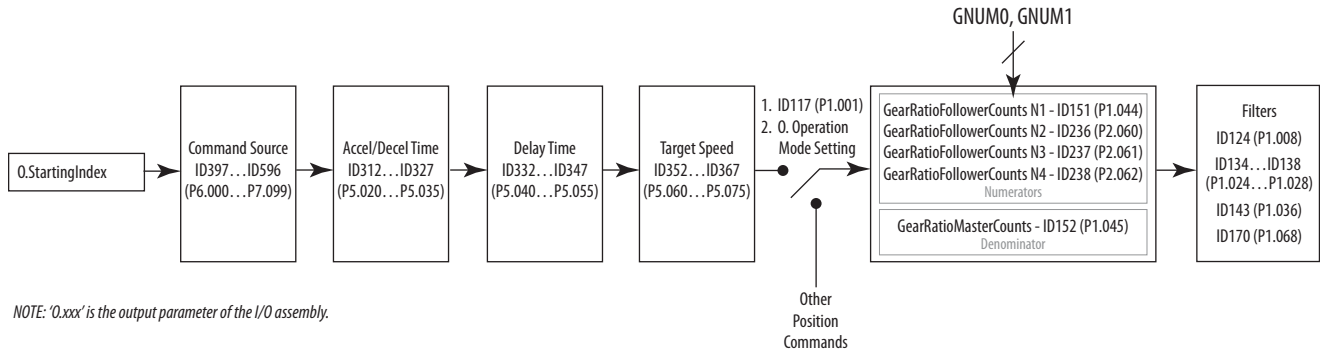 GNUM0, GNUM1
O.StartingIndex
Command Source
ID397…ID596
(P6.000…P7.099)
Accel/Decel Time
ID312…ID327
(P5.020…P5.035)
Delay Time
ID332…ID347
(P5.040…P5.055)
Target Speed
ID352…ID367
(P5.060…P5.075)
1. ID117 (P1.001)
2. O. Operation
Mode Setting
Other
Position
Commands
GearRatioFollowerCounts N1 - ID151 (P1.044)
GearRatioFollowerCounts N2 - ID236 (P2.060)
GearRatioFollowerCounts N3 - ID237 (P2.061)
GearRatioFollowerCounts N4 - ID238 (P2.062)
Numerators
GearRatioMasterCounts - ID152 (P1.045)
Denominator
Filters
ID124 (P1.008)
ID134…ID138
(P1.024…P1.028)
ID143 (P1.036)
ID170 (P1.068)
NOTE: ‘O.xxx’ is the output parameter of the I/O assembly.